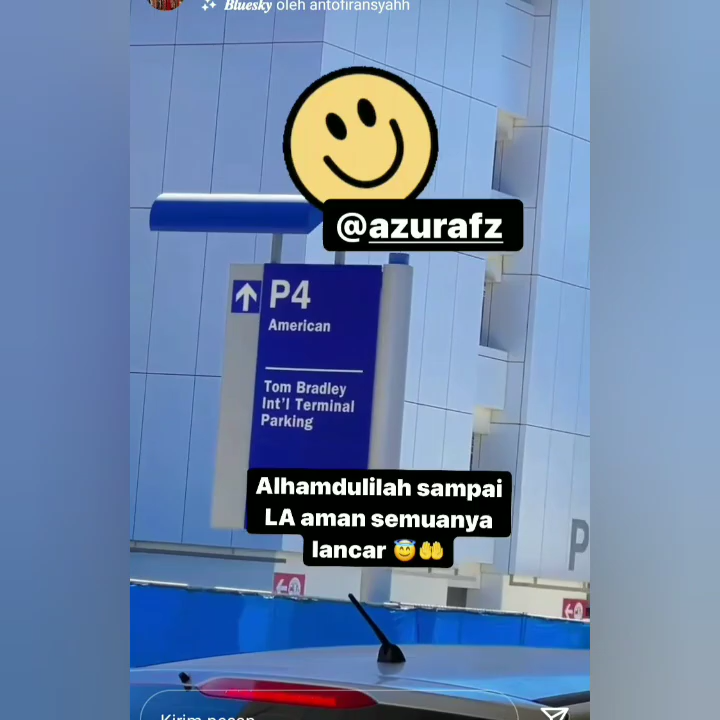 Bluesky oleh antofiransyahh
@azurafz
P4
American
Tom Bradley
Int'l Terminal
Parking
Alhamdulilah sampai
LA aman semuanya
lancar 😇🤲
P
Kirim pesan